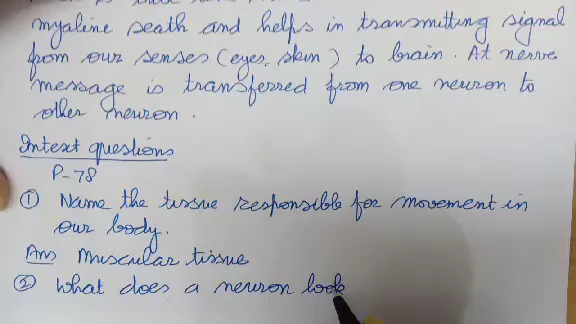 myaline seath and helps in transmitting signal
from our senses (eyes, skin) to brain. At nerve
message is transferred from one neuron to
other neuron.
Intext questions
P-78
① Name the tissue responsible for movement in
our body.
Ans Muscular tissue
② What does a neuron look